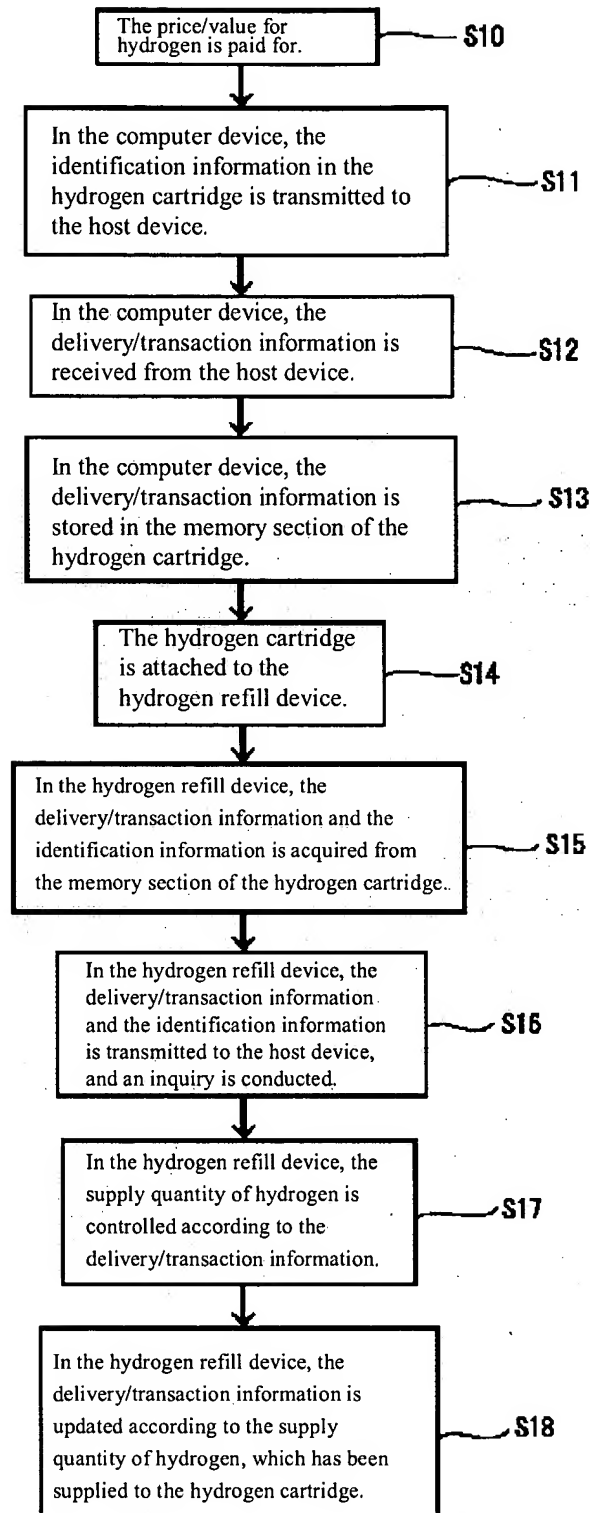 The price/value for
hydrogen is paid for.
S10
In the computer device, the
identification information in the
hydrogen cartridge is transmitted to
the host device.
S11
In the computer device, the
delivery/transaction information is
received from the host device.
S12
In the computer device, the
delivery/transaction information is
stored in the memory section of the
hydrogen cartridge.
S13
The hydrogen cartridge
is attached to the
hydrogen refill device.
S14
In the hydrogen refill device, the
delivery/transaction information and the
identification information is acquired from
the memory section of the hydrogen cartridge..
S15
In the hydrogen refill device, the
delivery/transaction information
and the identification information
is transmitted to the host device,
and an inquiry is conducted.
S16
In the hydrogen refill device, the
supply quantity of hydrogen is
controlled according to the
delivery/transaction information.
S17
In the hydrogen refill device, the
delivery/transaction information is
updated according to the supply
quantity of hydrogen, which has been
supplied to the hydrogen cartridge.
S18